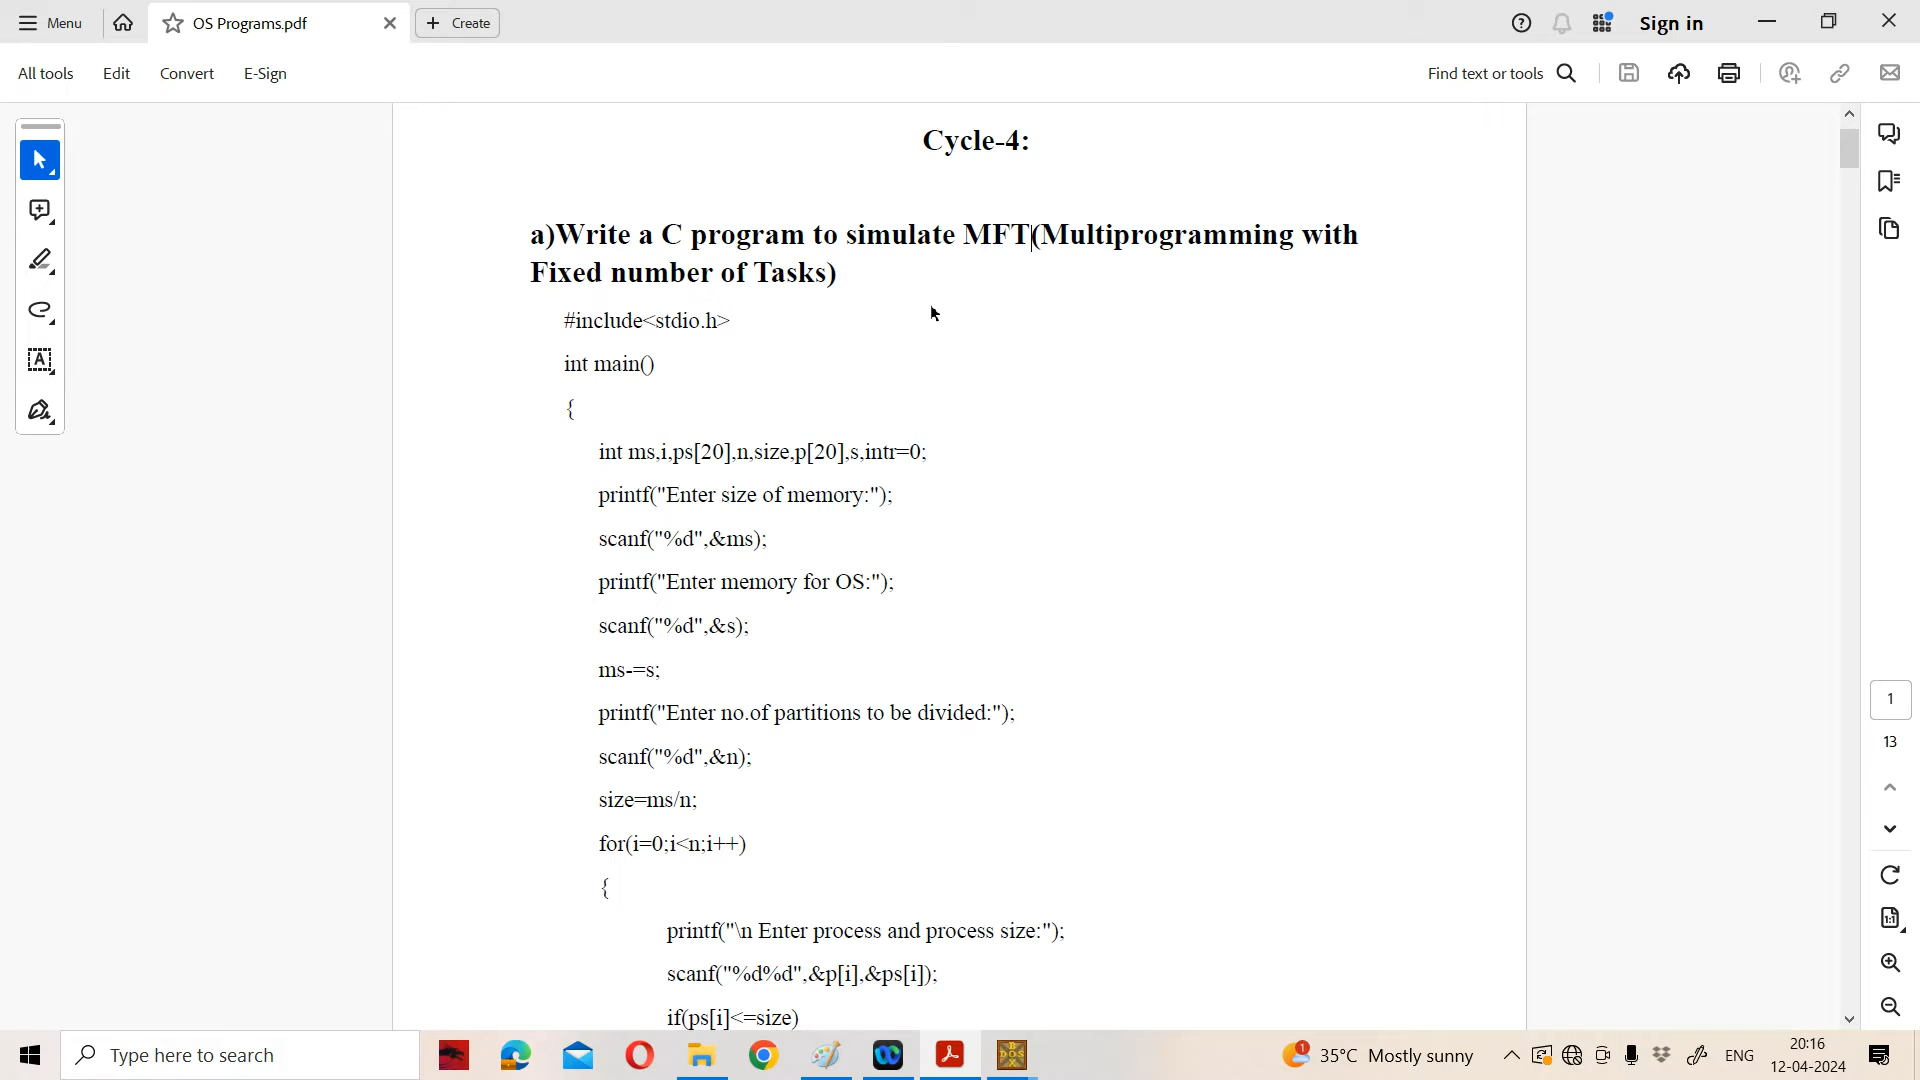 Menu
OS Programs.pdf
Create
Sign in
All tools
Edit
Convert
E-Sign
Find text or tools
Cycle-4:
a)Write a C program to simulate MFT(Multiprogramming with
Fixed number of Tasks)
#include<stdio.h>
int main()
{
int ms,i,ps[20],n,size,p[20],s,intr=0;
printf("Enter size of memory:");
scanf("%d",&ms);
printf("Enter memory for OS:");
scanf("%d",&s);
ms-=s;
printf("Enter no.of partitions to be divided:");
scanf("%d",&n);
size=ms/n;
for(i=0;i<n;i++)
{
printf("\n Enter process and process size:");
scanf("%d%d",&p[i],&ps[i]);
if(ps[i]<=size)
1
13
Type here to search
1
35°C Mostly sunny
ENG
20:16
12-04-2024